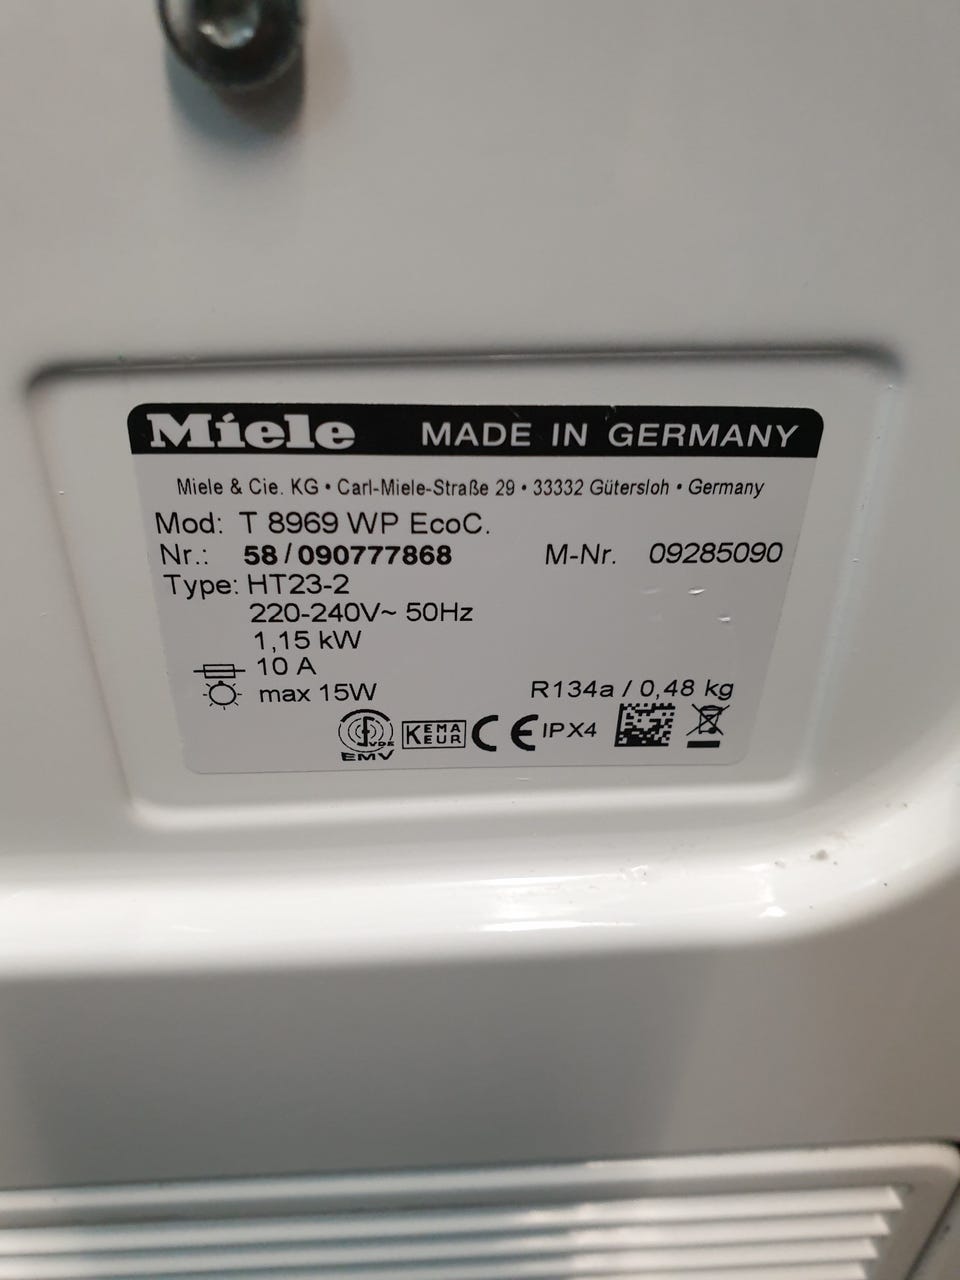 Miele MADE IN GERMANY
Miele & Cie. KG • Carl-Miele-Straße 29 • 33332 Gütersloh • Germany
Mod: T 8969 WP EcoC.
Nr.: 58/090777868 M-Nr. 09285090
Type: HT23-2
220-240V~ 50Hz
1,15 kW
10 A
max 15W R134a / 0,48 kg
VDE EMV KEMA KEUR CE IPX4